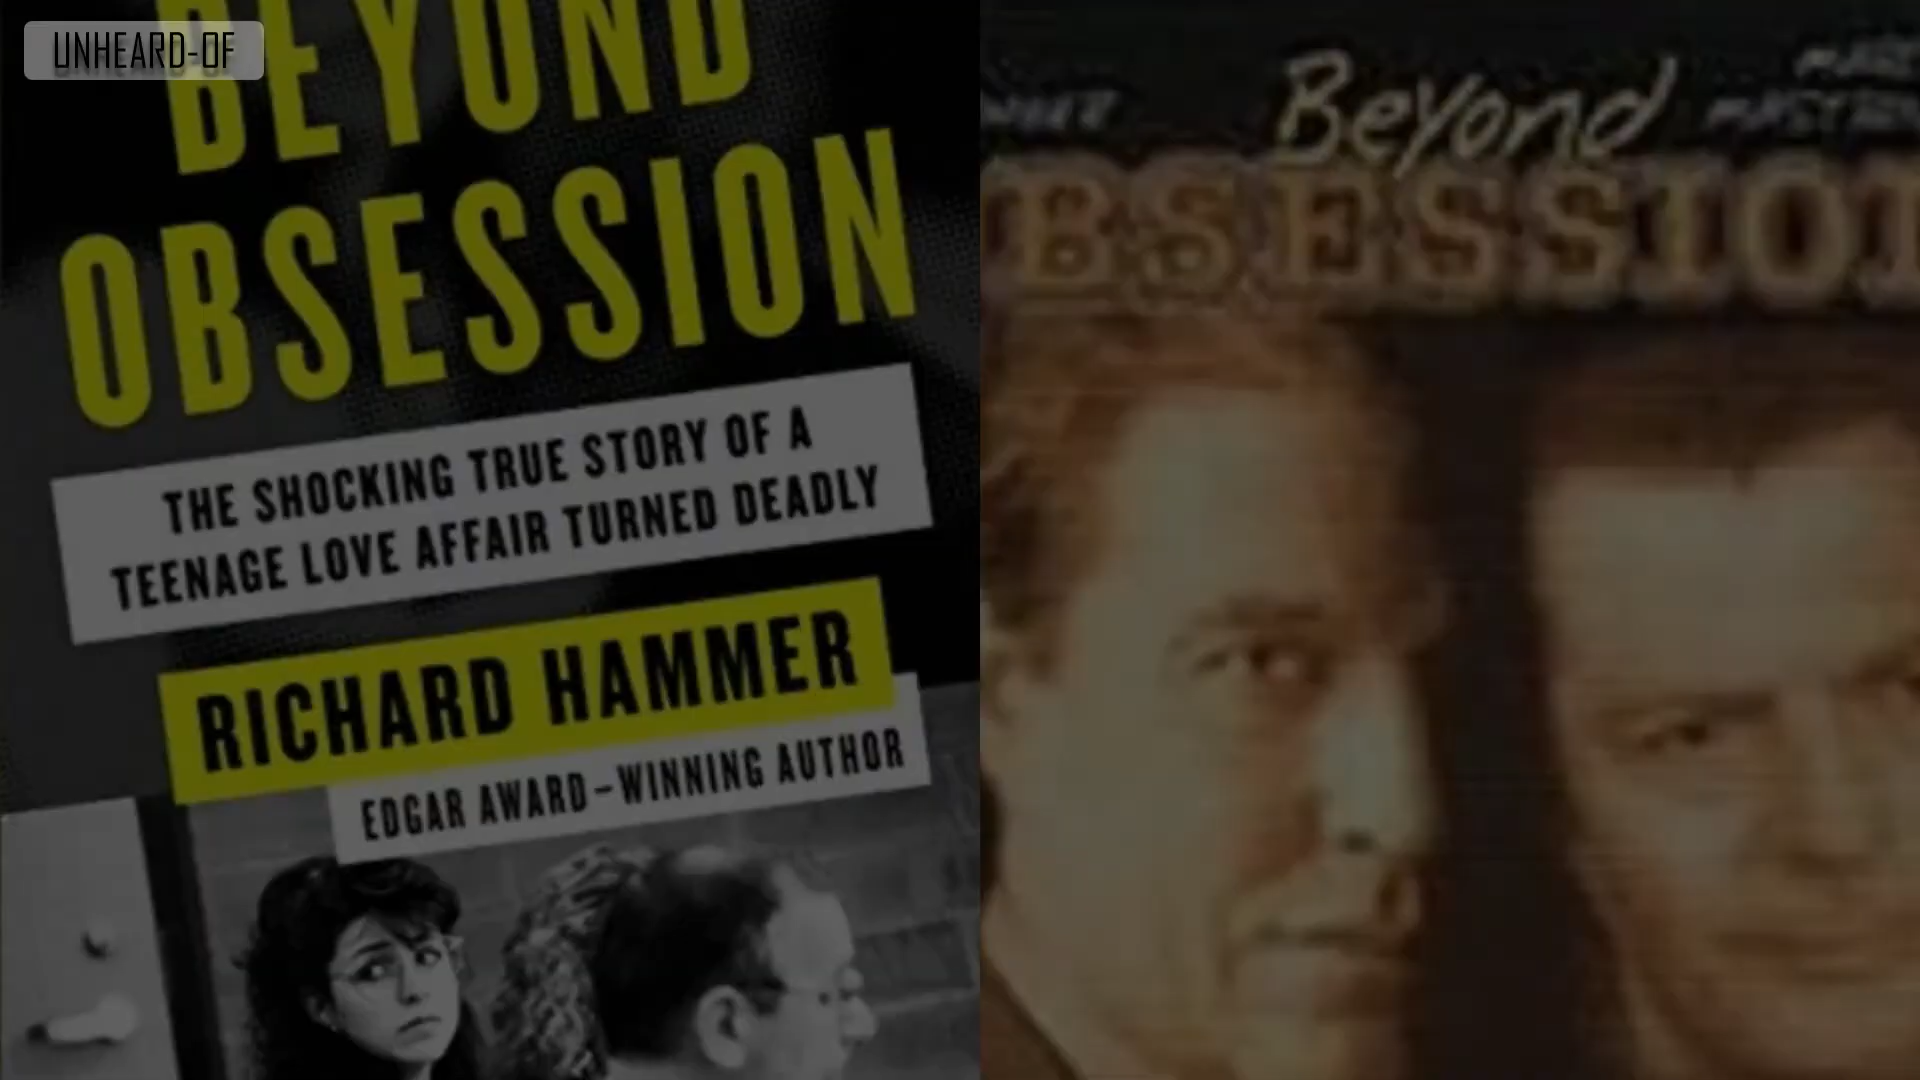 UNHEARD-OF
BEYOND
OBSESSION
THE SHOCKING TRUE STORY OF A
TEENAGE LOVE AFFAIR TURNED DEADLY
RICHARD HAMMER
EDGAR AWARD–WINNING AUTHOR
Beyond
BSESSION